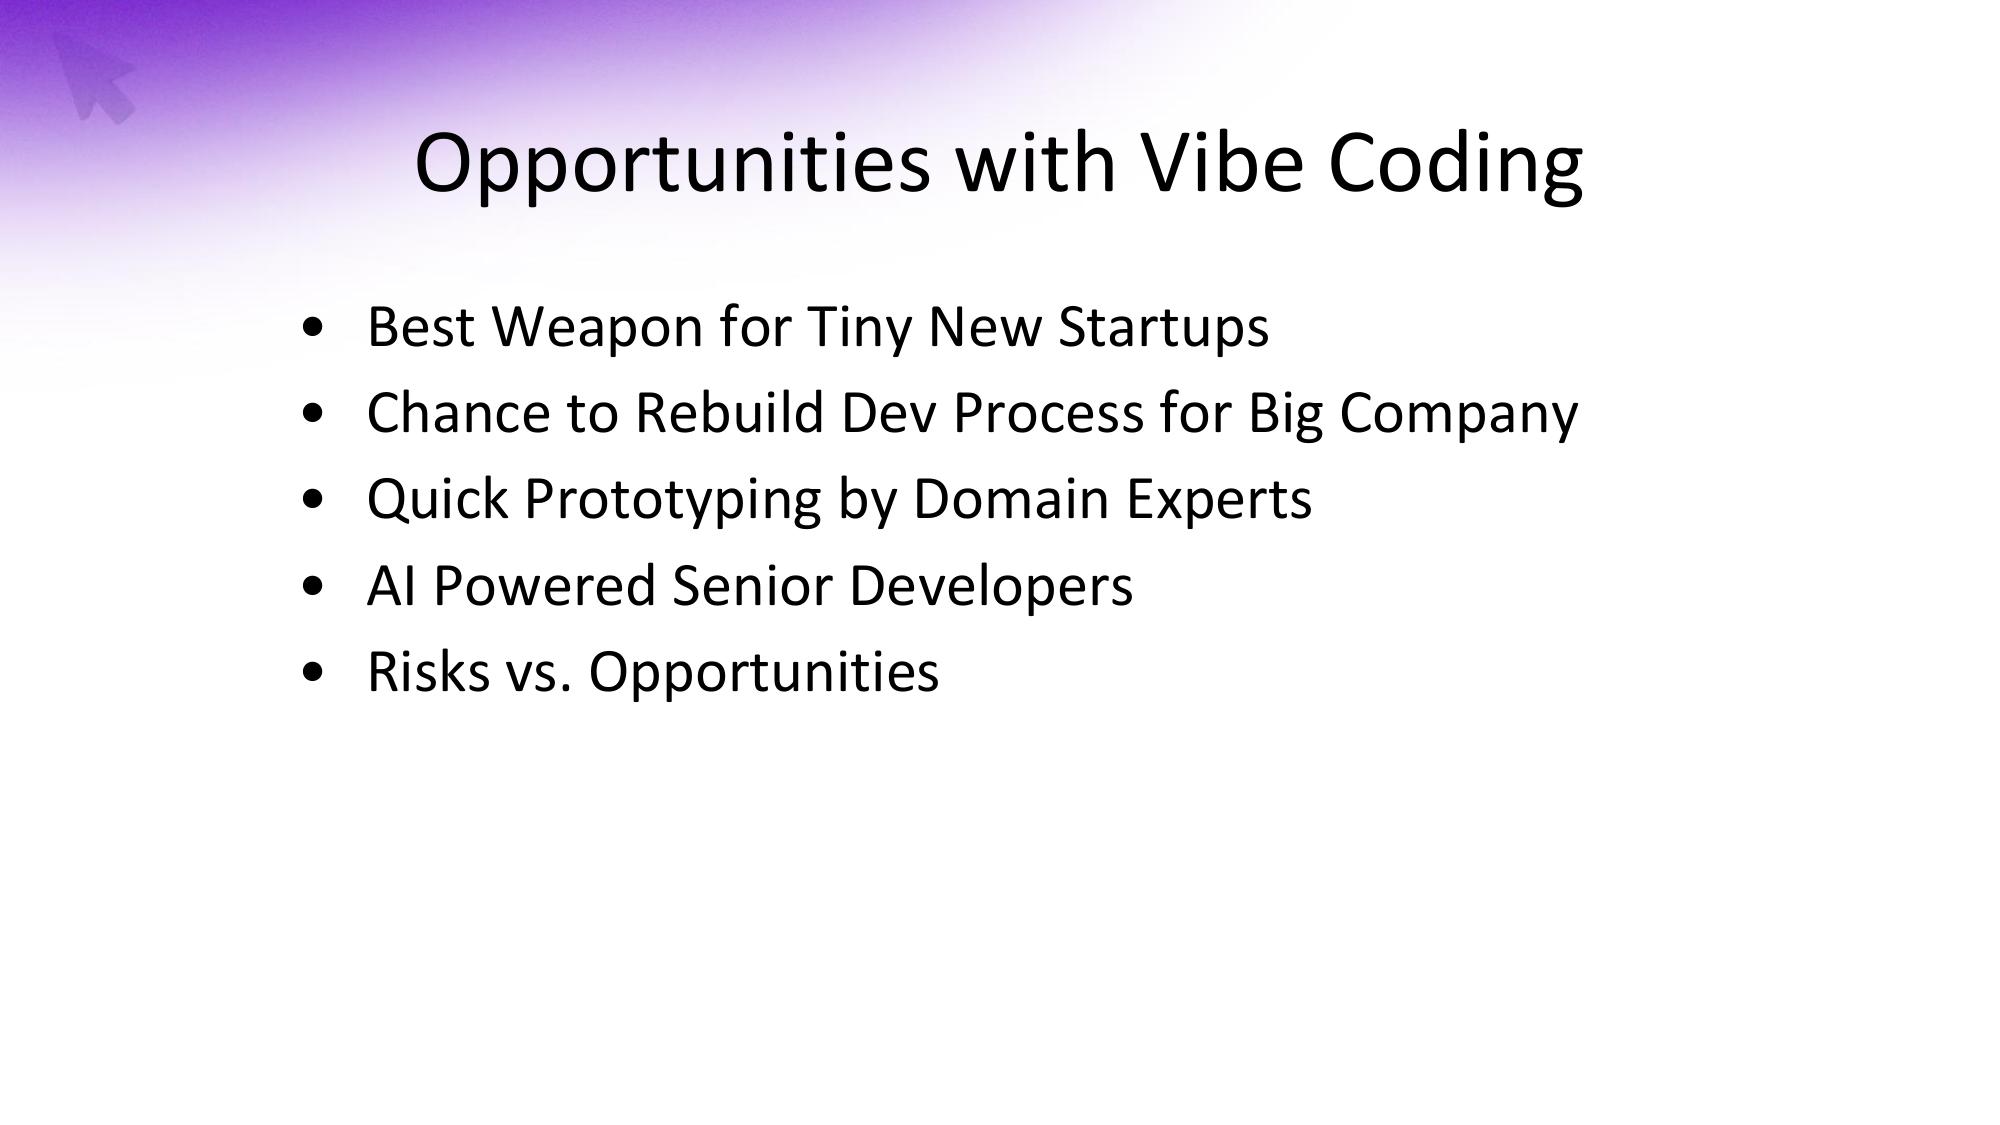 Opportunities with Vibe Coding
• Best Weapon for Tiny New Startups
• Chance to Rebuild Dev Process for Big Company
• Quick Prototyping by Domain Experts
• AI Powered Senior Developers
• Risks vs. Opportunities